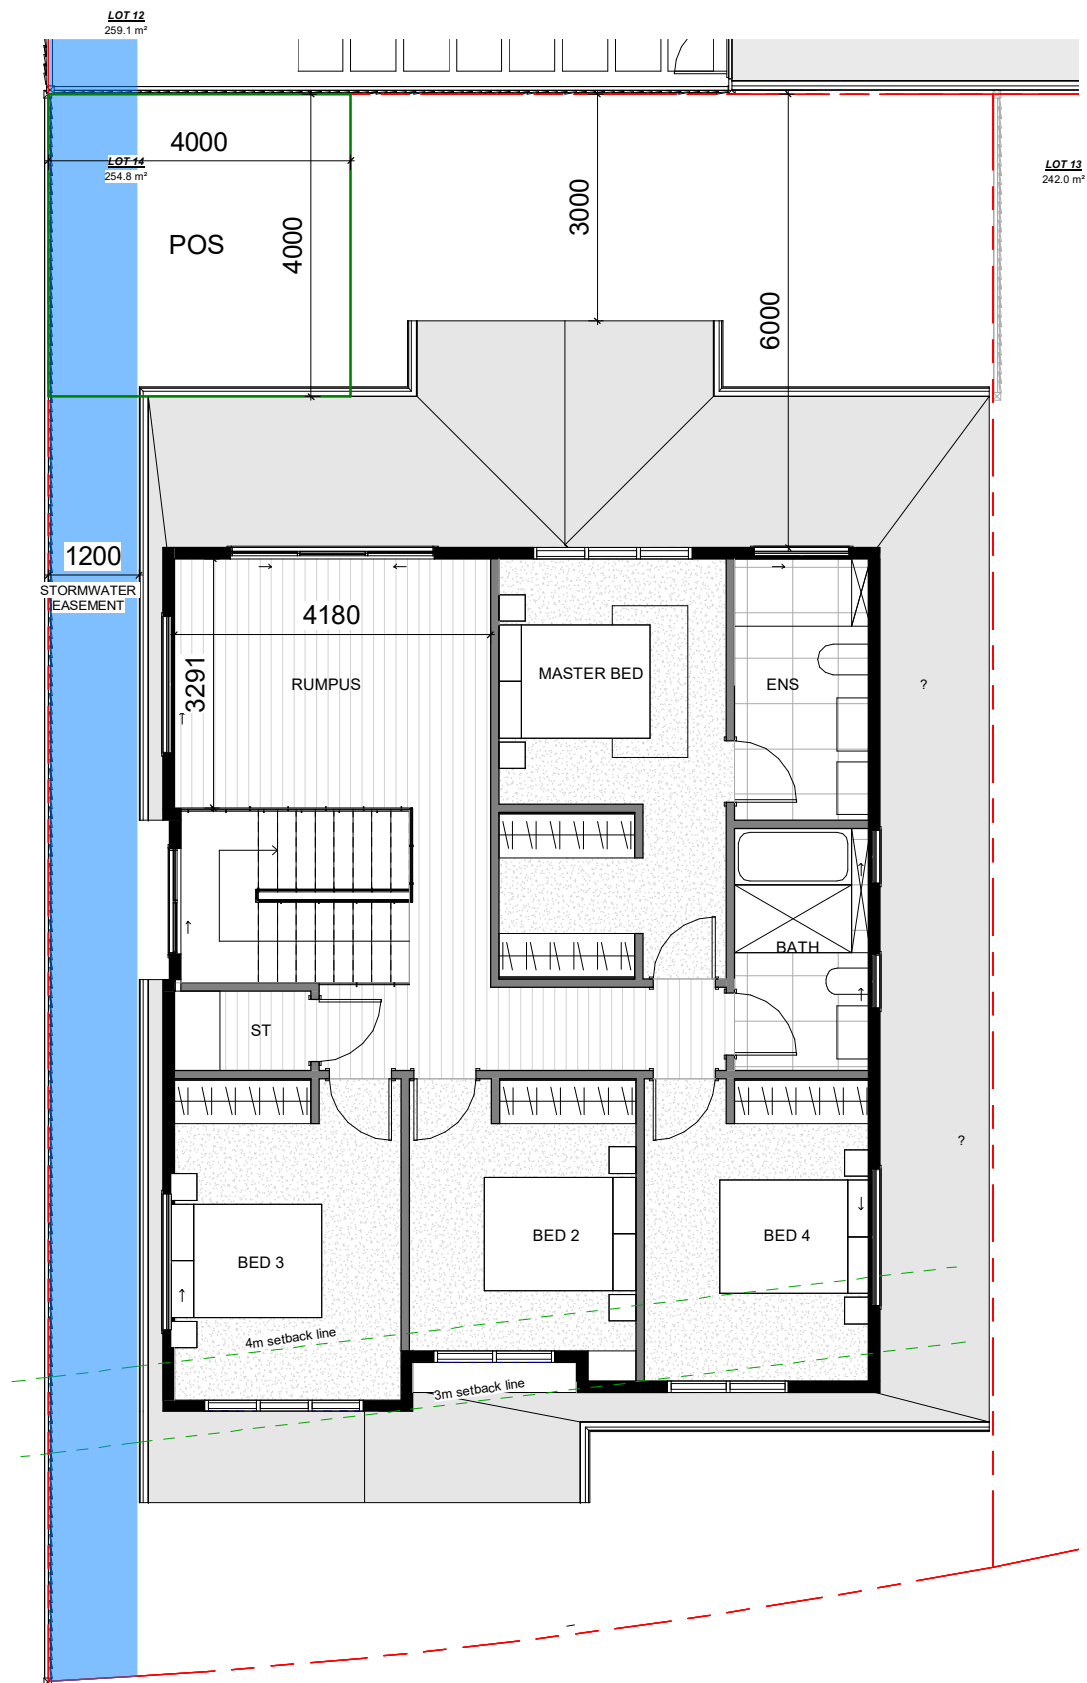 LOT 12
259.1 m²
4000
LOT 14
254.8 m²
LOT 13
242.0 m²
POS
4000
3000
6000
1200
STORMWATER
EASEMENT
4180
3291
RUMPUS
MASTER BED
ENS
?
BATH
ST
?
BED 3
BED 2
BED 4
4m setback line
3m setback line